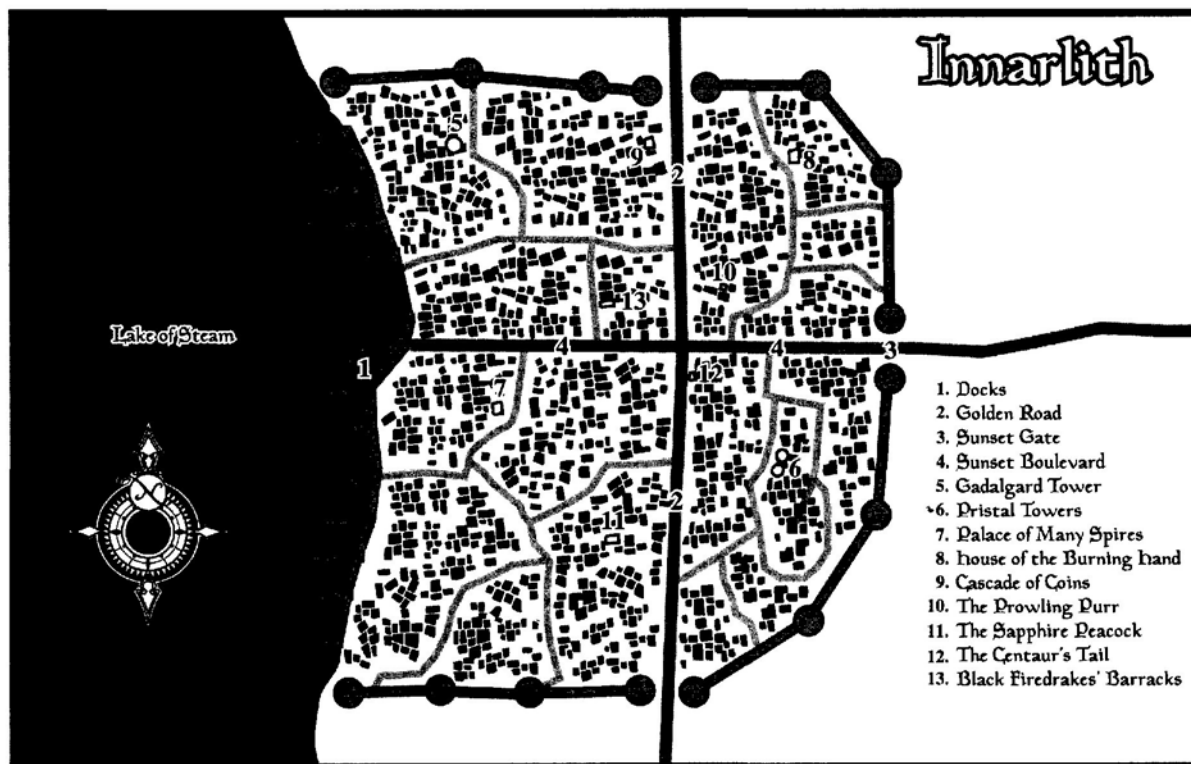 Innarlith
5
9
2
8
10
13
Lake of Steam
4
4
3
1
12
7
6
2
11
N
1. Docks
2. Golden Road
3. Sunset Gate
4. Sunset Boulevard
5. Gadalgard Tower
6. Pristal Towers
7. Palace of Many Spires
8. House of the Burning Hand
9. Cascade of Coins
10. The Prowling Purr
11. The Sapphire Peacock
12. The Centaur's Tail
13. Black Firedrakes' Barracks